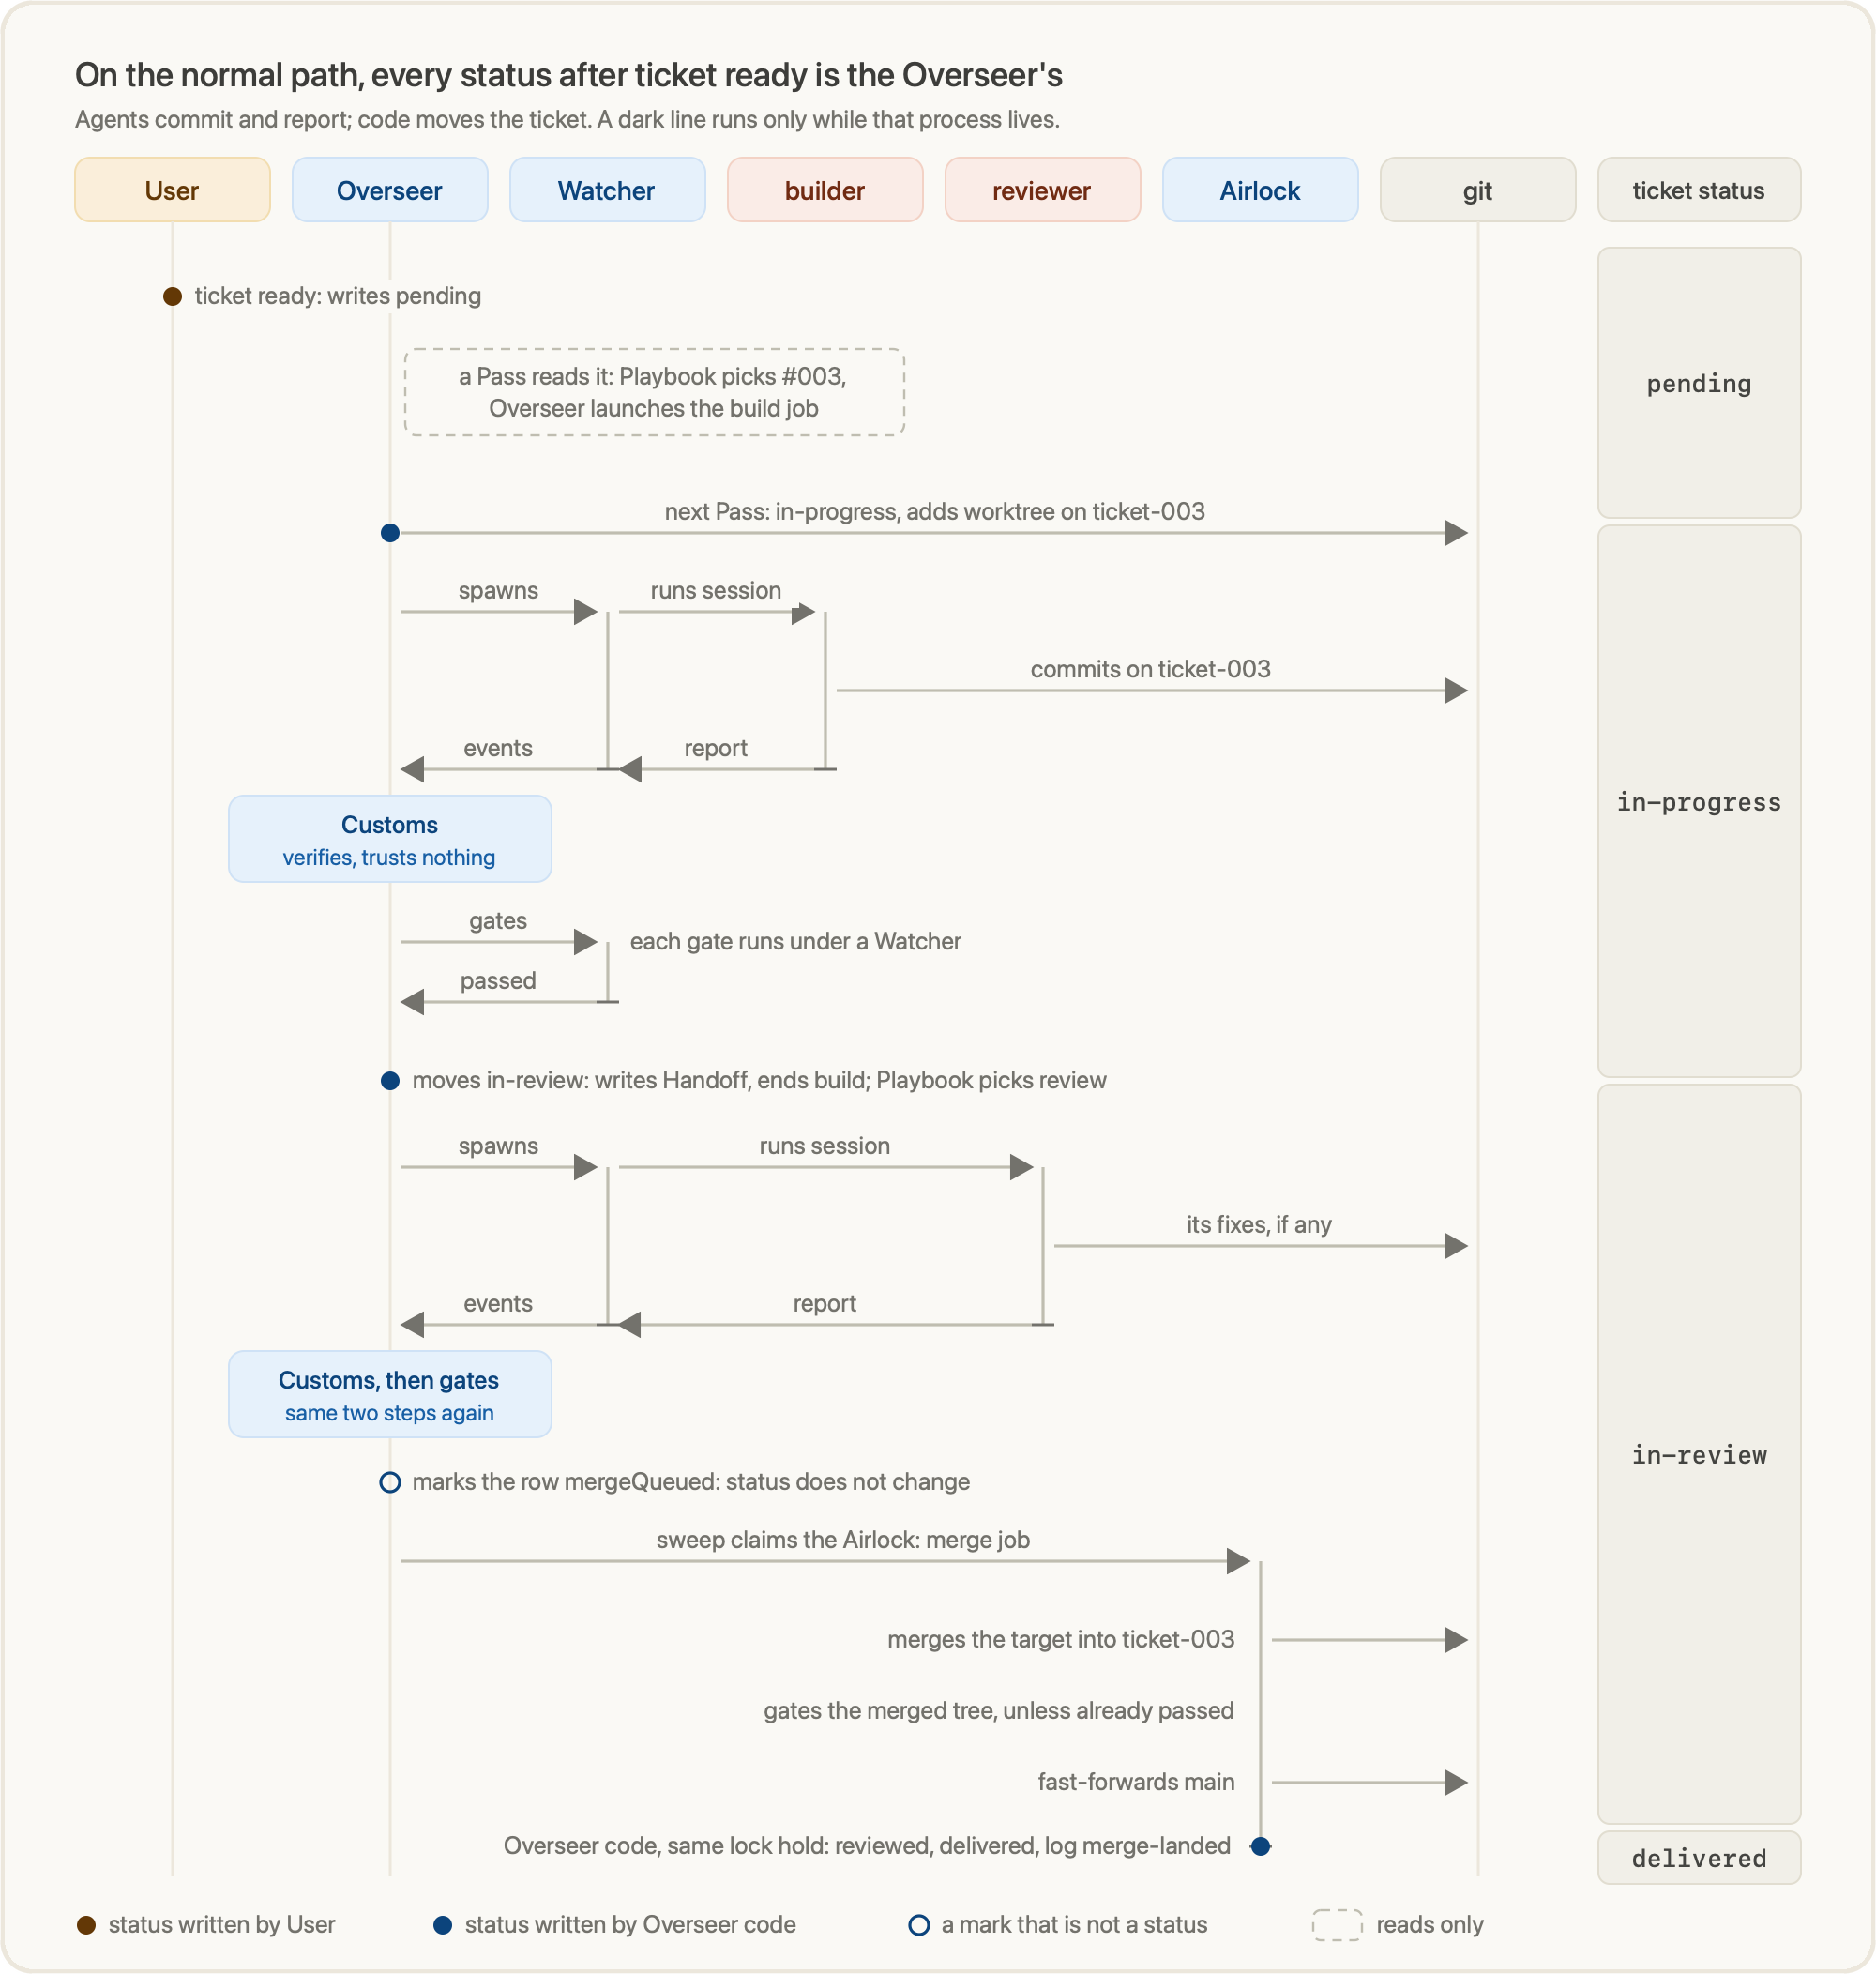 On the normal path, every status after ticket ready is the Overseer's
Agents commit and report; code moves the ticket. A dark line runs only while that process lives.
User
Overseer
Watcher
builder
reviewer
Airlock
git
ticket status
ticket ready: writes pending
a Pass reads it: Playbook picks #003,
Overseer launches the build job
pending
next Pass: in-progress, adds worktree on ticket-003
spawns
runs session
commits on ticket-003
events
report
in-progress
Customs
verifies, trusts nothing
gates
each gate runs under a Watcher
passed
moves in-review: writes Handoff, ends build; Playbook picks review
spawns
runs session
its fixes, if any
events
report
Customs, then gates
same two steps again
in-review
marks the row mergeQueued: status does not change
sweep claims the Airlock: merge job
merges the target into ticket-003
gates the merged tree, unless already passed
fast-forwards main
Overseer code, same lock hold: reviewed, delivered, log merge-landed
delivered
status written by User
status written by Overseer code
a mark that is not a status
reads only